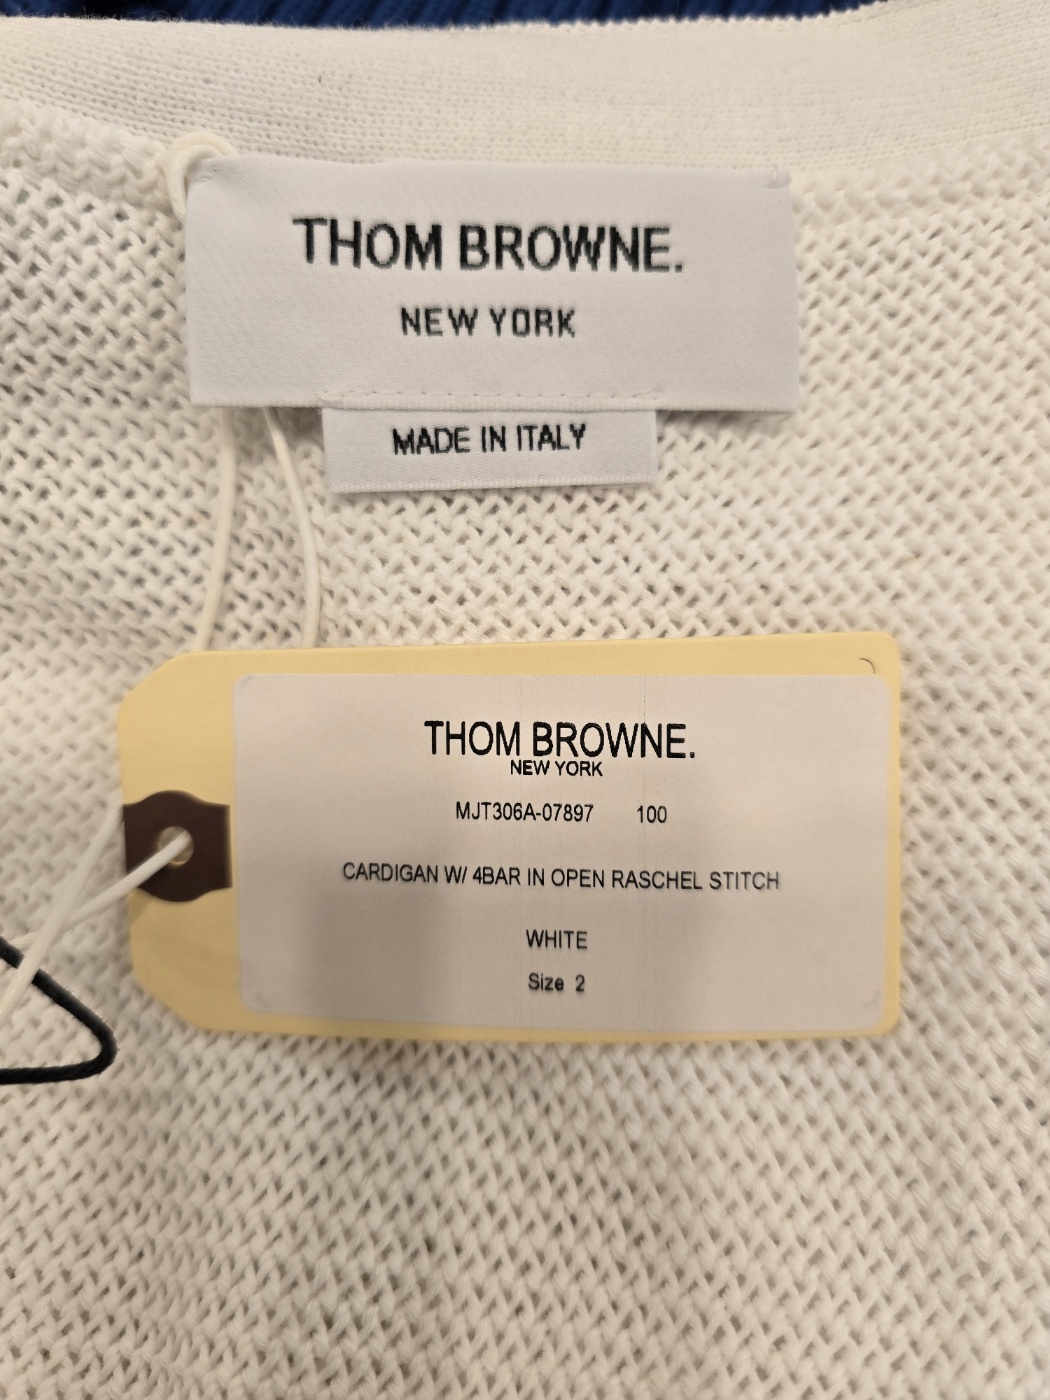 THOM BROWNE.
NEW YORK
MADE IN ITALY
THOM BROWNE.
NEW YORK
MJT306A-07897 100
CARDIGAN W/ 4BAR IN OPEN RASCHEL STITCH
WHITE
Size 2